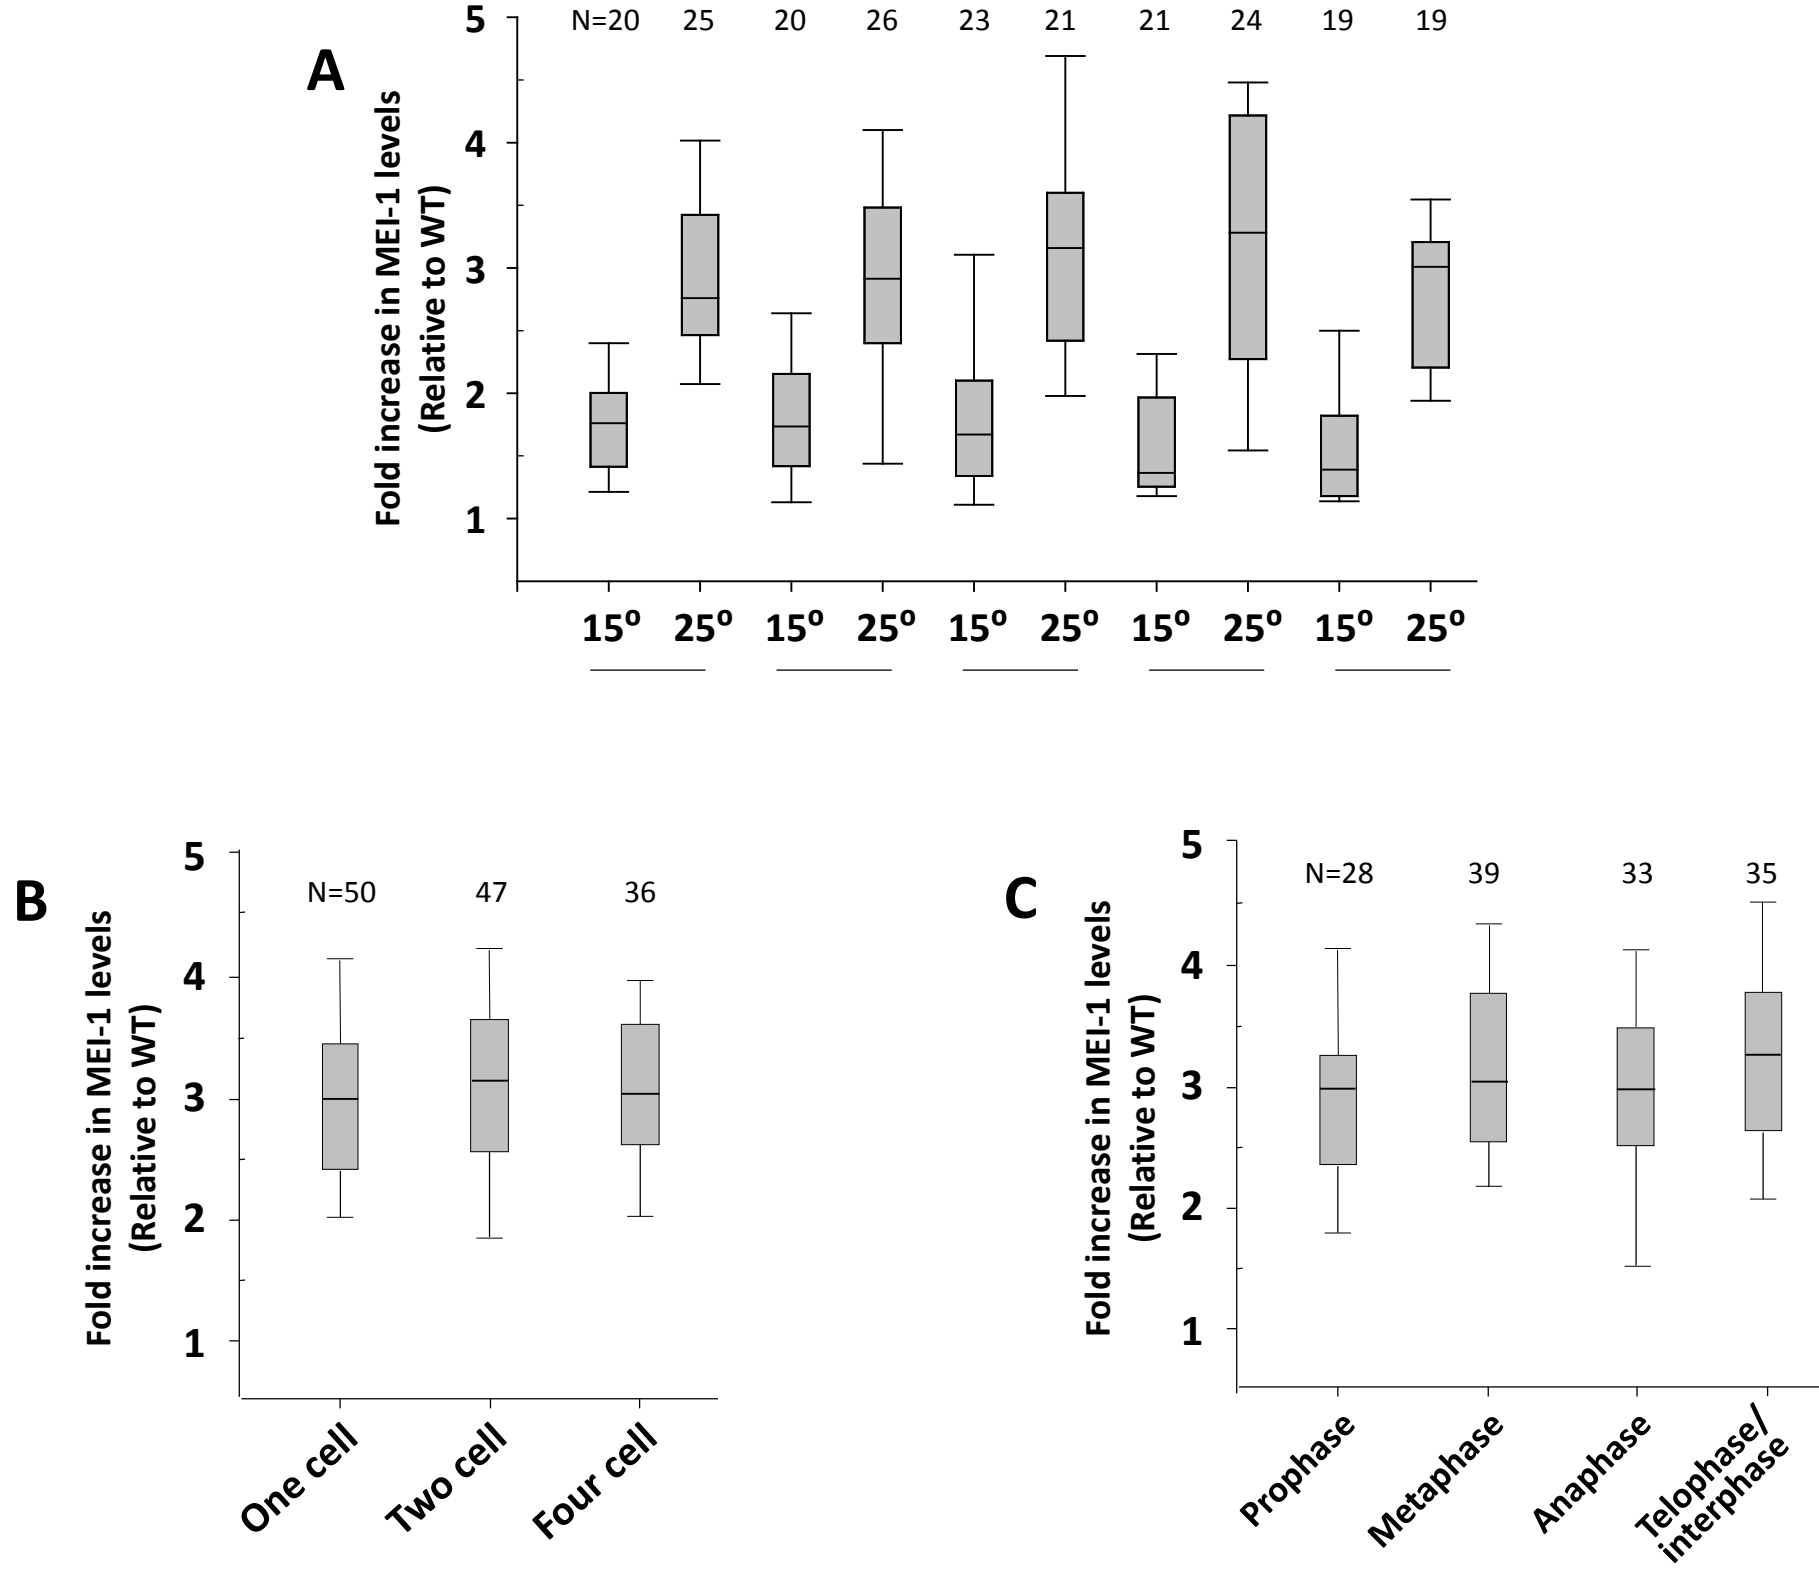 A
N=20 25 20 26 23 21 21 24 19 19
Fold increase in MEI-1 levels
(Relative to WT)
5
4
3
2
1
15º 25º 15º 25º 15º 25º 15º 25º 15º 25º
B
N=50 47 36
Fold increase in MEI-1 levels
(Relative to WT)
5
4
3
2
1
One cell
Two cell
Four cell
C
N=28 39 33 35
Fold increase in MEI-1 levels
(Relative to WT)
5
4
3
2
1
Prophase
Metaphase
Anaphase
Telophase/
interphase